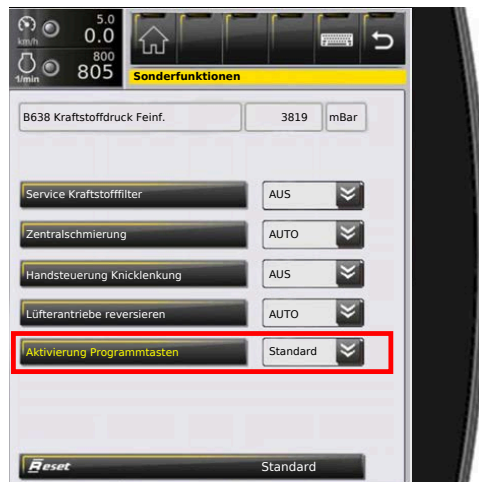 5.0
km/h 0.0
800
1/min 805
Sonderfunktionen
B638 Kraftstoffdruck Feinf. 3819 mBar
Service Kraftstofffilter AUS
Zentralschmierung AUTO
Handsteuerung Knicklenkung AUS
Lüfterantriebe reversieren AUTO
Aktivierung Programmtasten Standard
Reset Standard